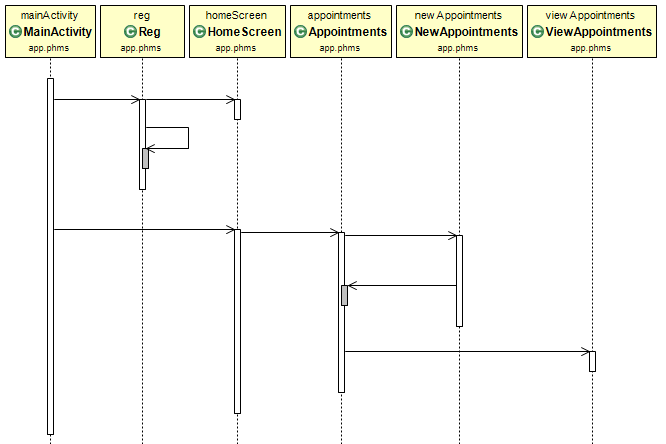 mainActivity
C MainActivity
app.phms
reg
C Reg
app.phms
homeScreen
C HomeScreen
app.phms
appointments
C Appointments
app.phms
new Appointments
C NewAppointments
app.phms
view Appointments
C ViewAppointments
app.phms